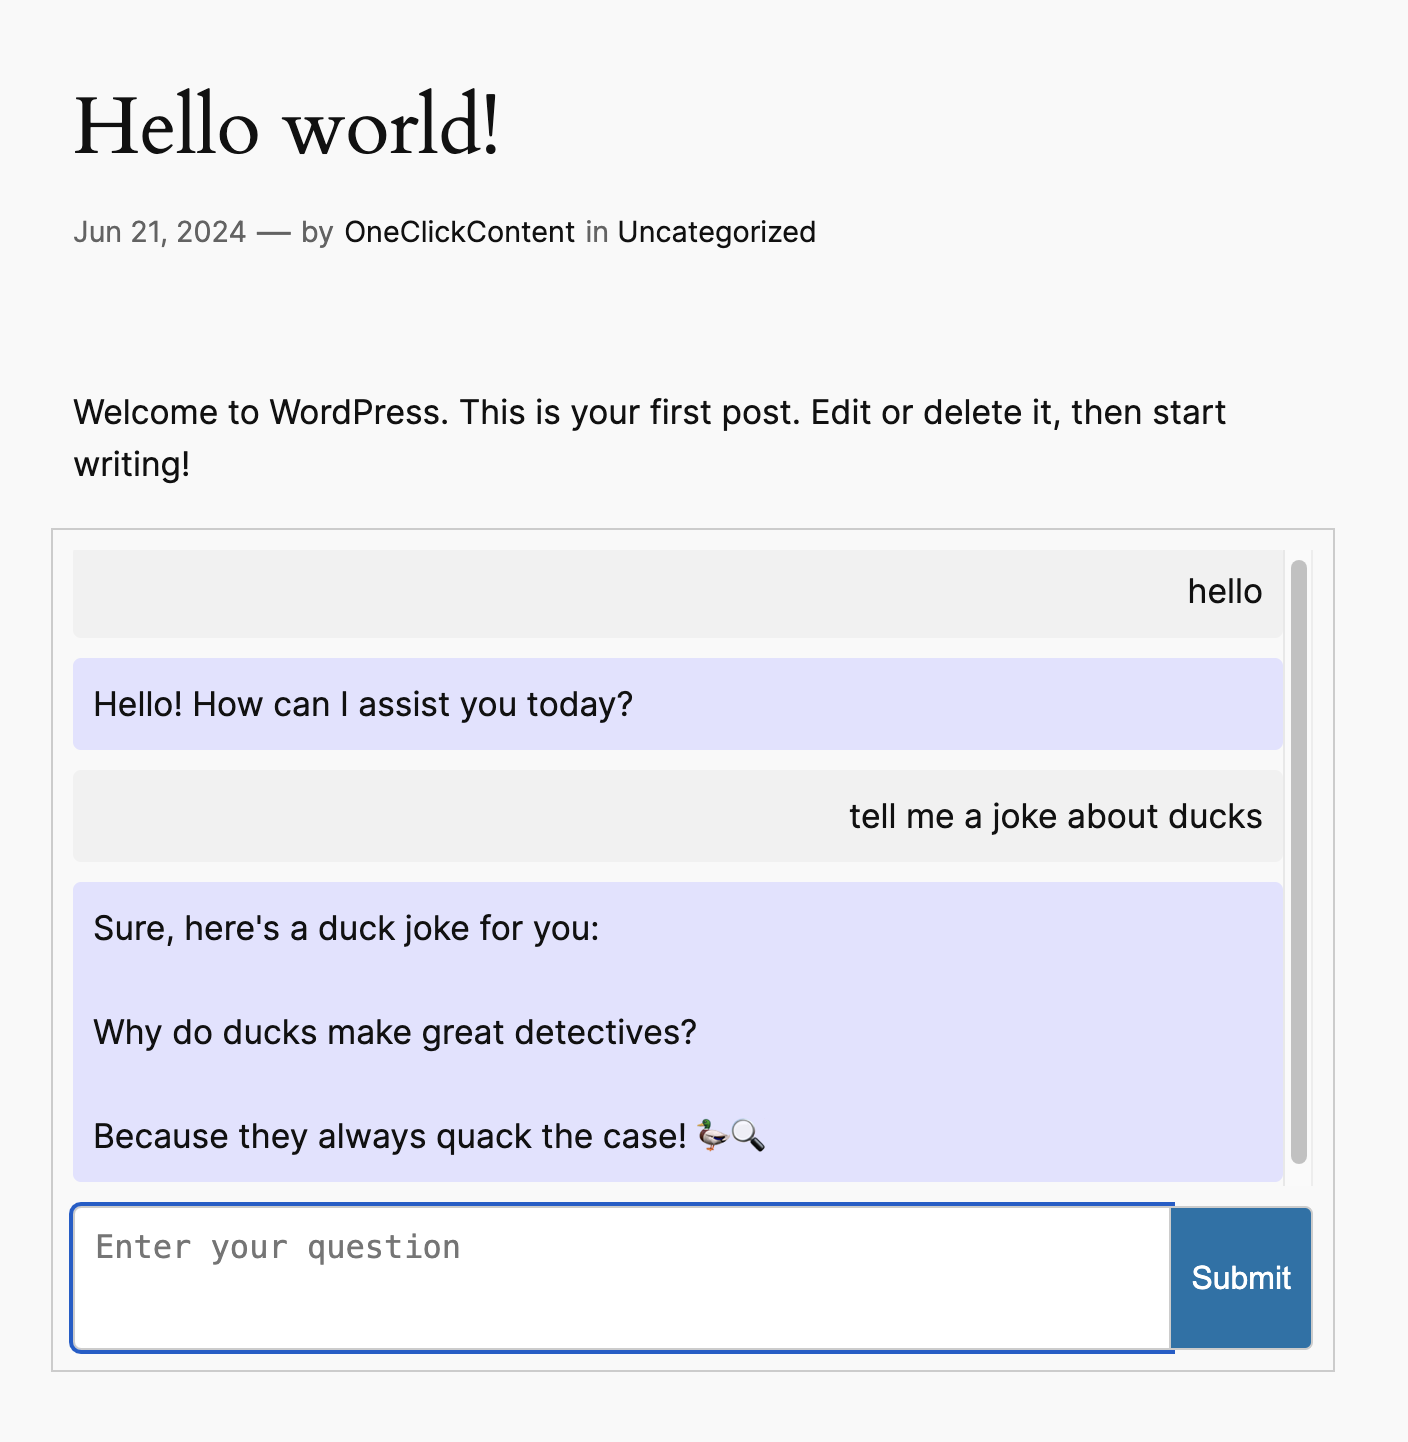 Hello world!
Jun 21, 2024 — by OneClickContent in Uncategorized
Welcome to WordPress. This is your first post. Edit or delete it, then start
writing!
hello
Hello! How can I assist you today?
tell me a joke about ducks
Sure, here's a duck joke for you:
Why do ducks make great detectives?
Because they always quack the case! 🦆🔍
Enter your question
Submit